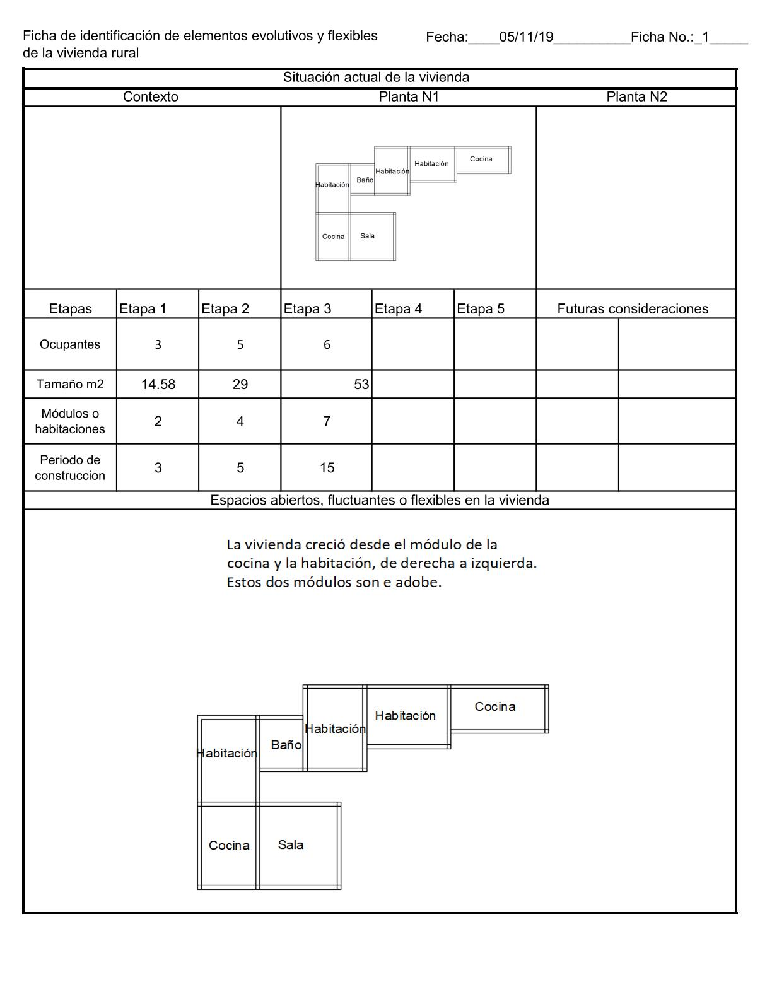 Ficha de identificación de elementos evolutivos y flexibles
de la vivienda rural
Fecha:____05/11/19__________Ficha No.:_1_____
Situación actual de la vivienda
Contexto Planta N1 Planta N2
Habitación
Baño
Habitación
Habitación
Cocina
Cocina
Sala
Etapas Etapa 1 Etapa 2 Etapa 3 Etapa 4 Etapa 5 Futuras consideraciones
Ocupantes 3 5 6
Tamaño m2 14.58 29 53
Módulos o
habitaciones 2 4 7
Periodo de
construccion 3 5 15
Espacios abiertos, fluctuantes o flexibles en la vivienda
La vivienda creció desde el módulo de la
cocina y la habitación, de derecha a izquierda.
Estos dos módulos son e adobe.
Habitación
Baño
Habitación
Habitación
Cocina
Cocina
Sala